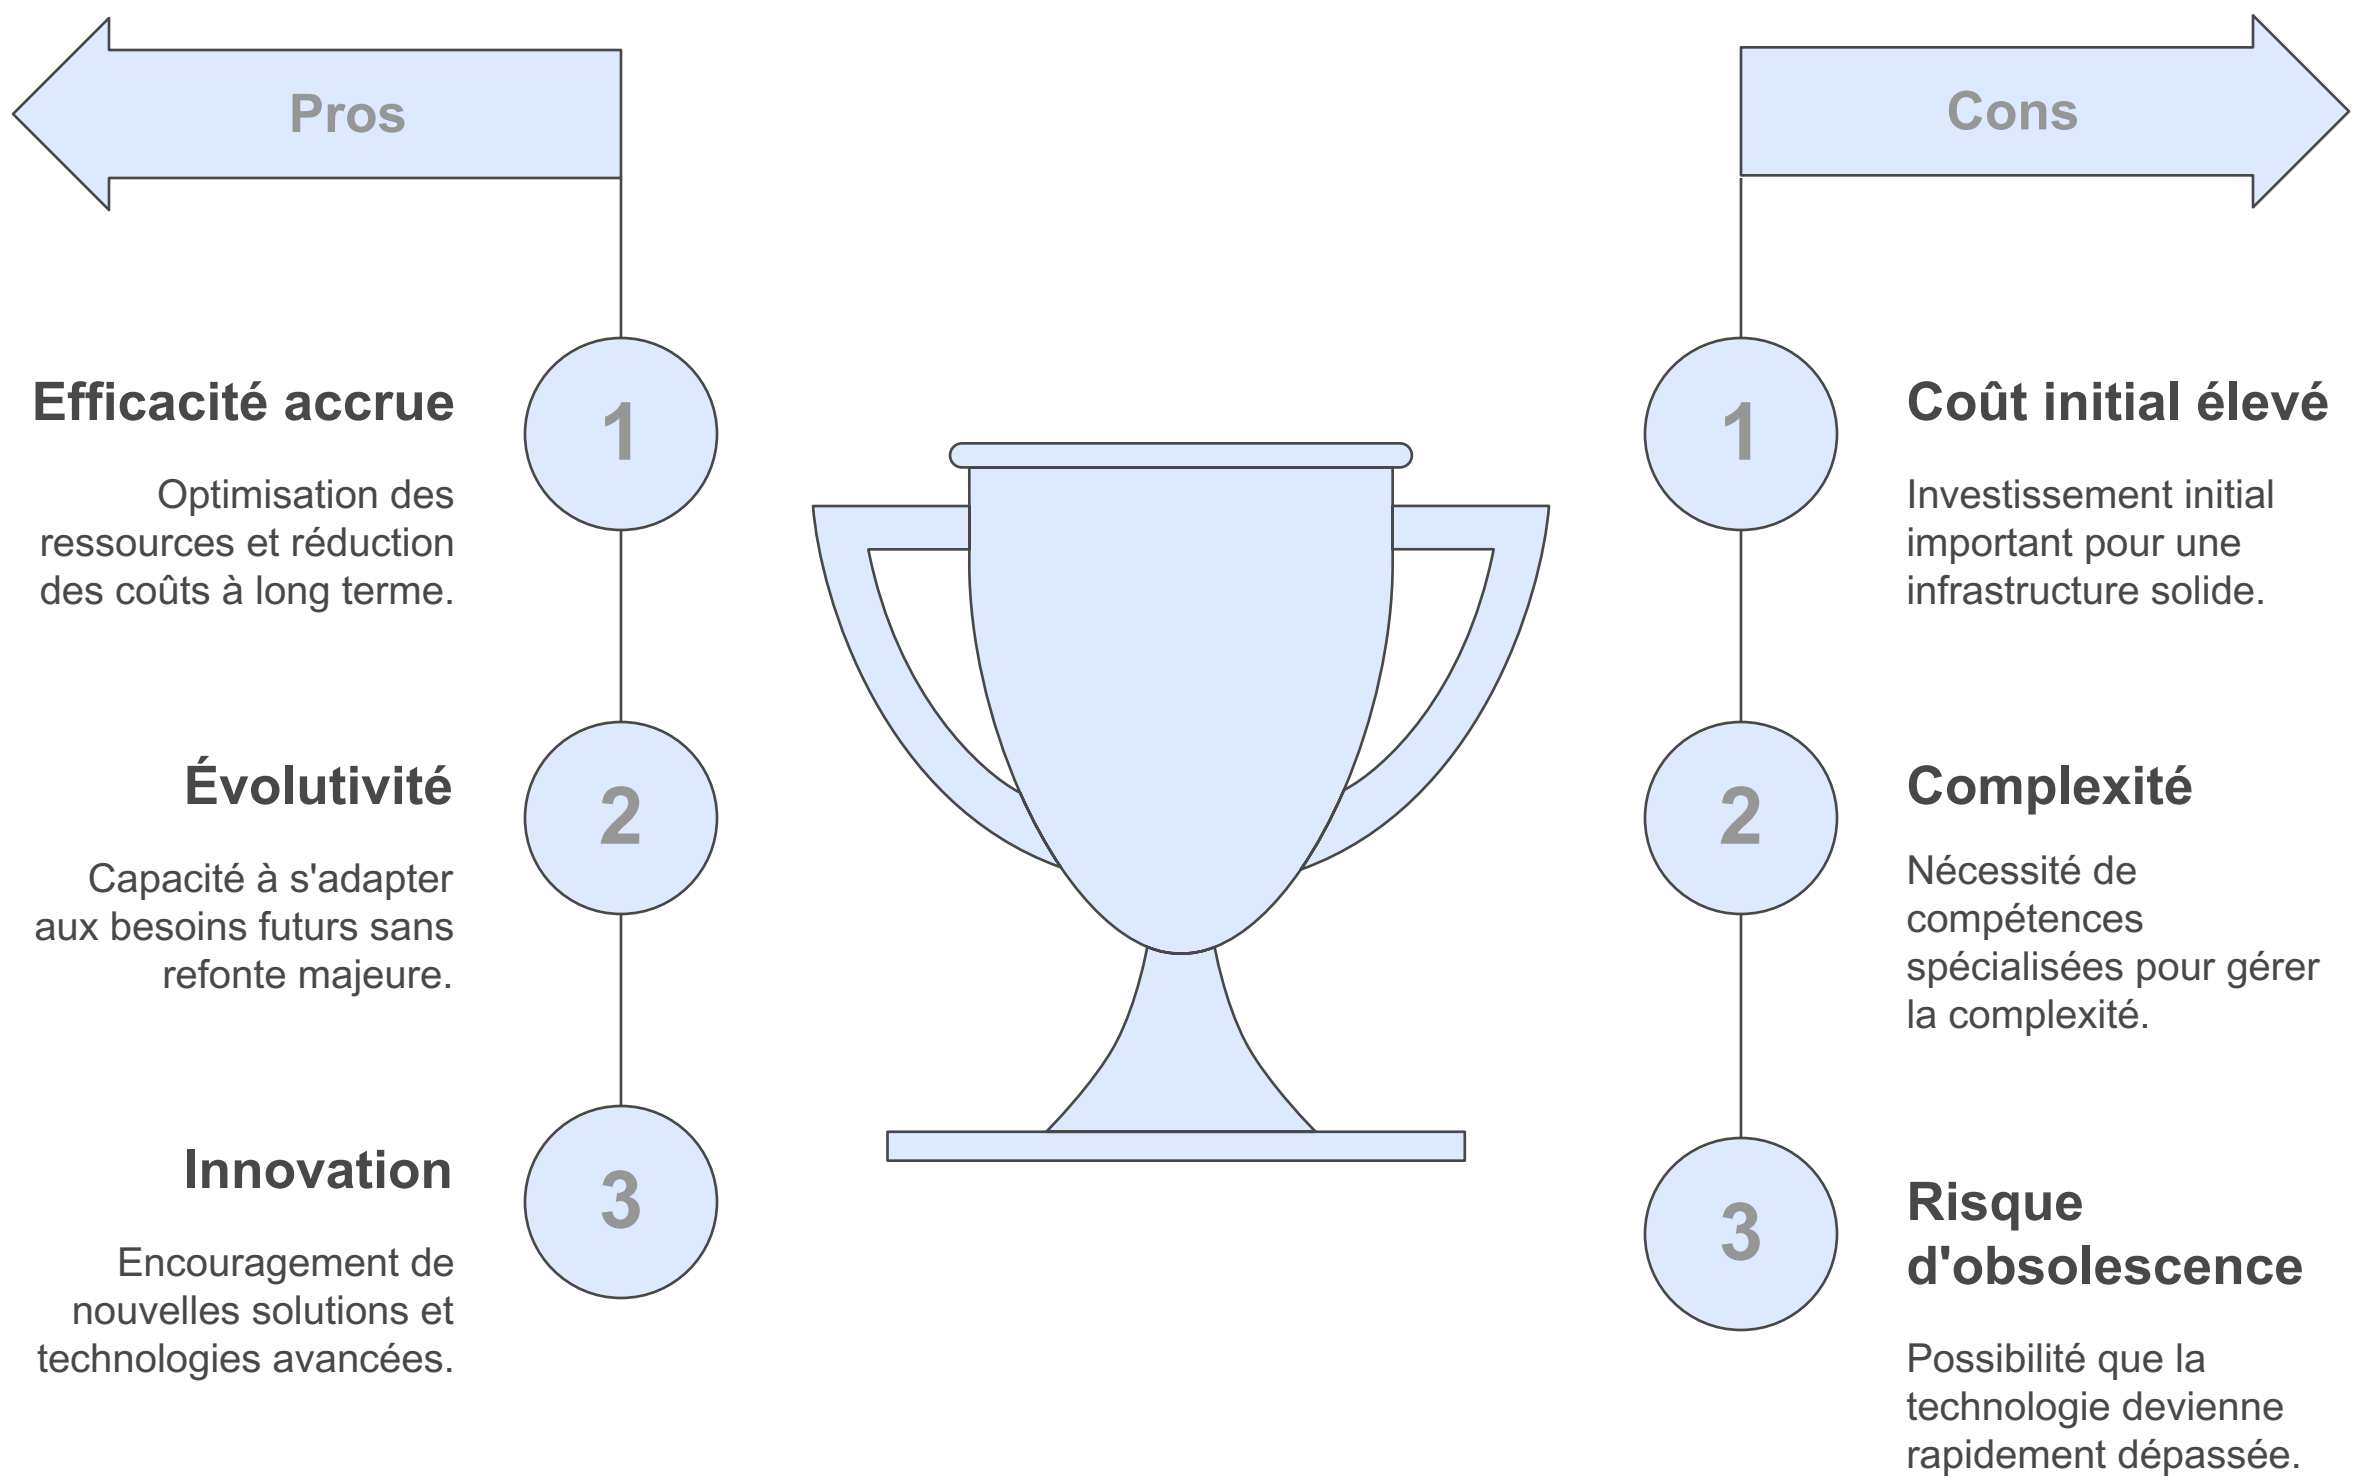 Pros
1
Efficacité accrue
Optimisation des
ressources et réduction
des coûts à long terme.
2
Évolutivité
Capacité à s'adapter
aux besoins futurs sans
refonte majeure.
3
Innovation
Encouragement de
nouvelles solutions et
technologies avancées.
Cons
1
Coût initial élevé
Investissement initial
important pour une
infrastructure solide.
2
Complexité
Nécessité de
compétences
spécialisées pour gérer
la complexité.
3
Risque
d'obsolescence
Possibilité que la
technologie devienne
rapidement dépassée.